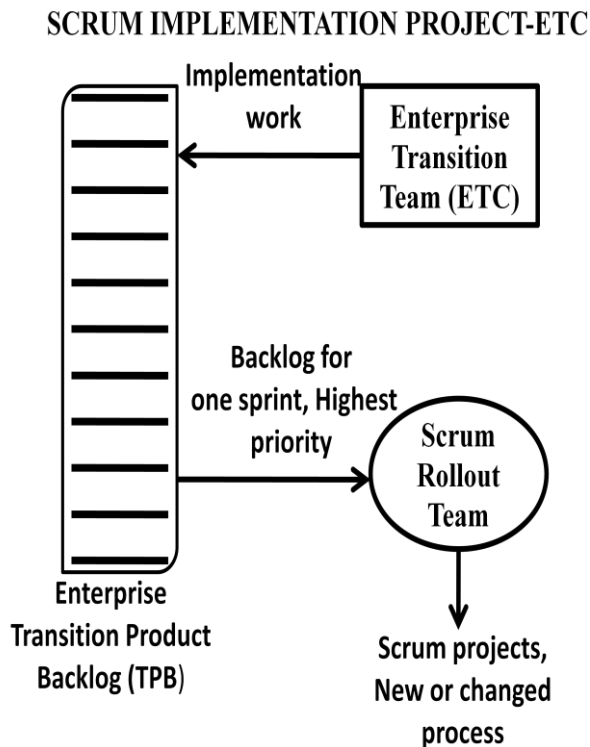 SCRUM IMPLEMENTATION PROJECT-ETC
Implementation
work
Enterprise
Transition
Team (ETC)
Backlog for
one sprint, Highest
priority
Scrum
Rollout
Team
Enterprise
Transition Product
Backlog (TPB)
Scrum projects,
New or changed
process